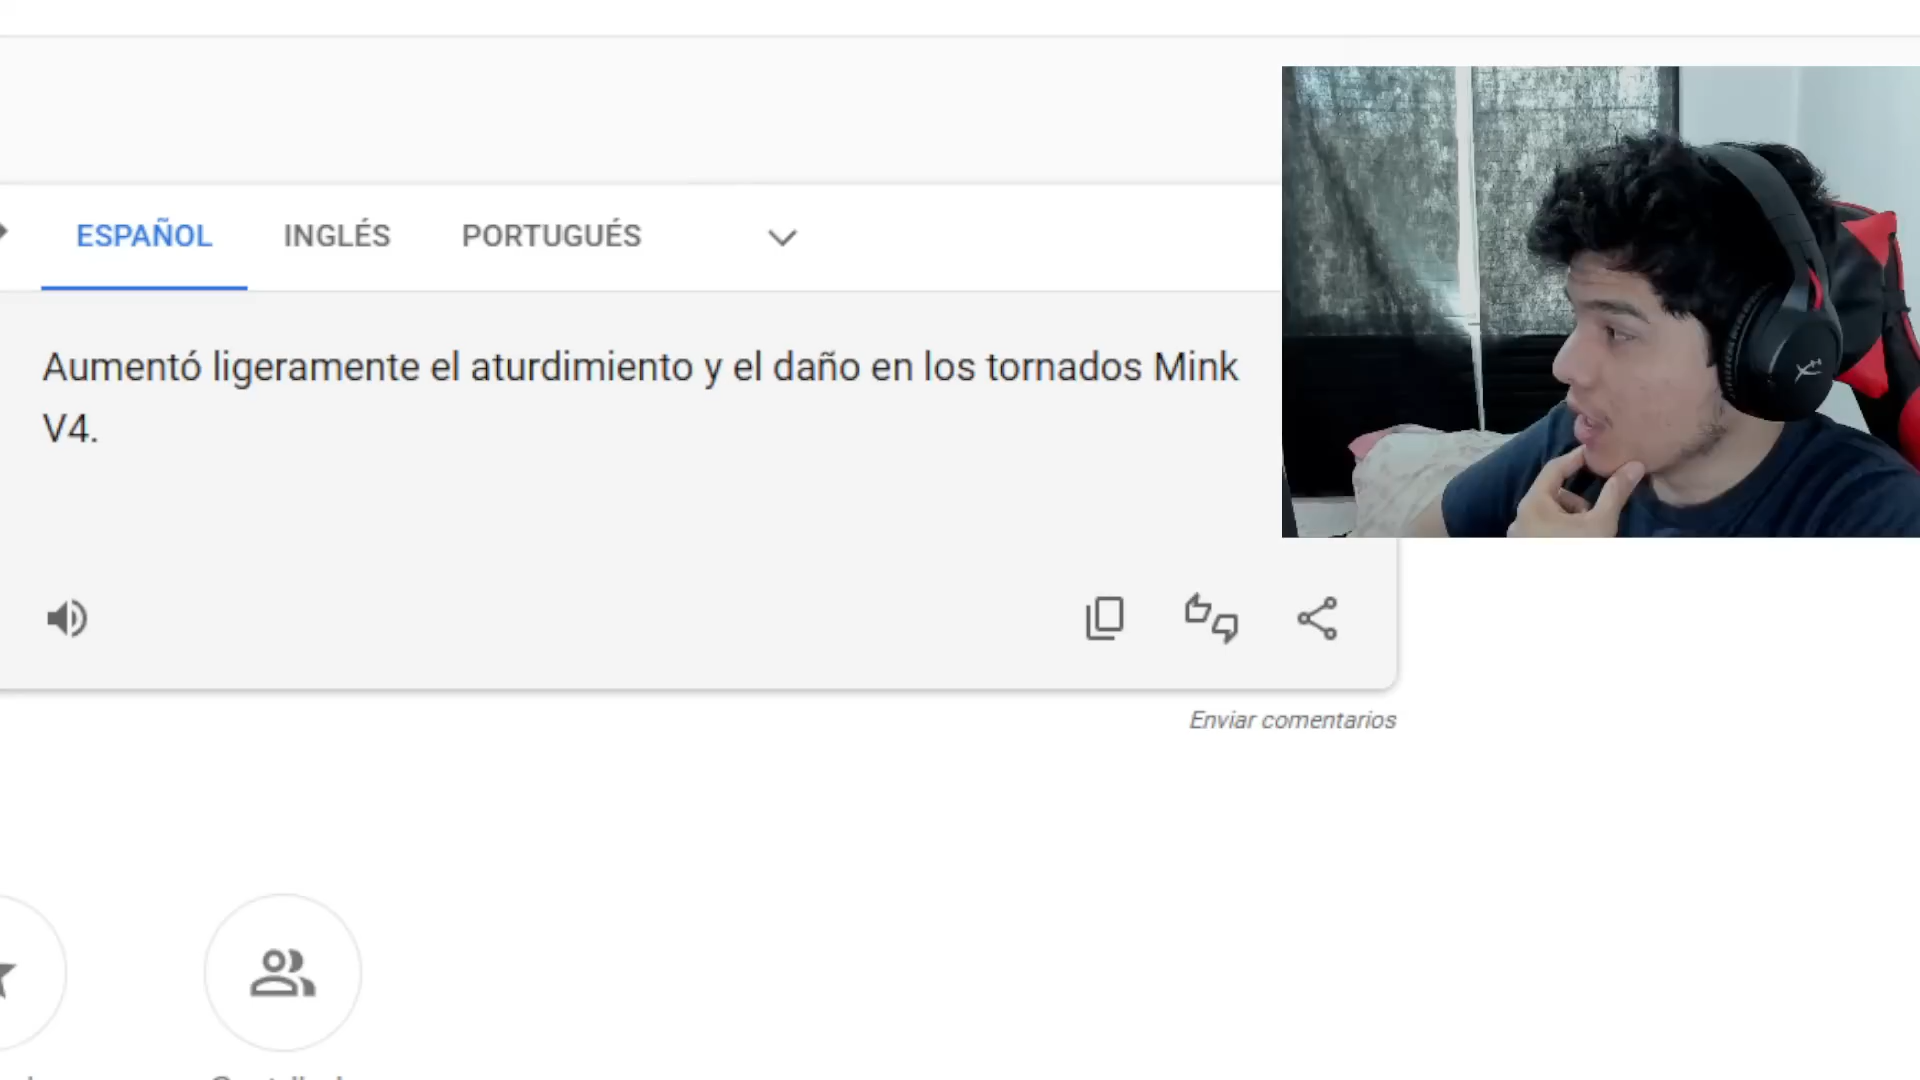 ESPAÑOL INGLÉS PORTUGUÉS
Aumentó ligeramente el aturdimiento y el daño en los tornados Mink
V4.
Enviar comentarios